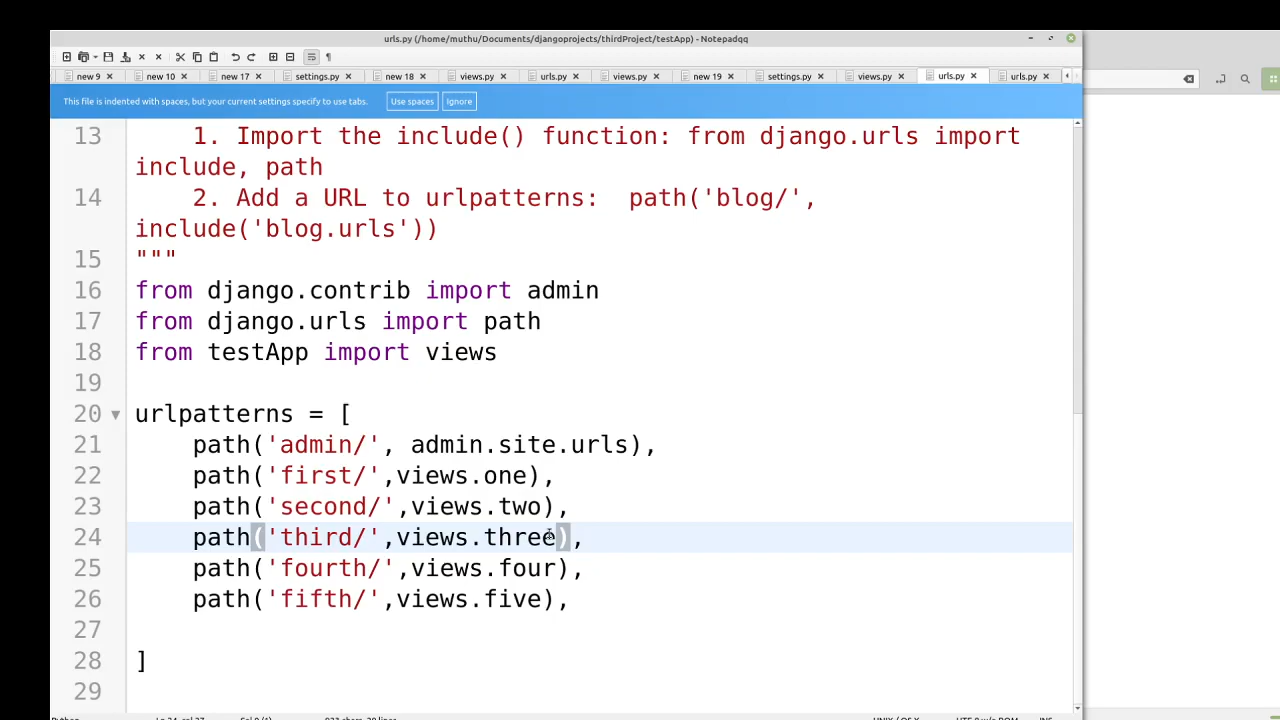 urls.py (/home/muthu/Documents/djangoprojects/thirdProject/testApp) - Notepadqq
new 9 new 10 new 17 settings.py new 18 views.py urls.py views.py new 19 settings.py views.py urls.py urls.py
This file is indented with spaces, but your current settings specify to use tabs. Use spaces Ignore
13 1. Import the include() function: from django.urls import
include, path
14 2. Add a URL to urlpatterns:  path('blog/',
include('blog.urls'))
15 """
16 from django.contrib import admin
17 from django.urls import path
18 from testApp import views
19
20 urlpatterns = [
21 path('admin/', admin.site.urls),
22 path('first/',views.one),
23 path('second/',views.two),
24 path('third/',views.three),
25 path('fourth/',views.four),
26 path('fifth/',views.five),
27
28 ]
29